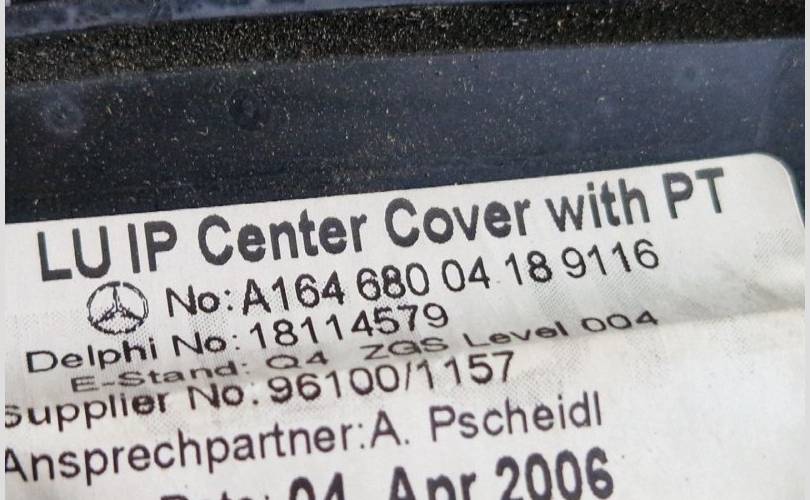 LU IP Center Cover with PT
No: A164 680 04 18 9116
Delphi No: 18114579
E-Stand: Q4 ZGS Level 004
Supplier No: 96100/1157
Ansprechpartner: A. Pscheidl
Date: 04. Apr 2006